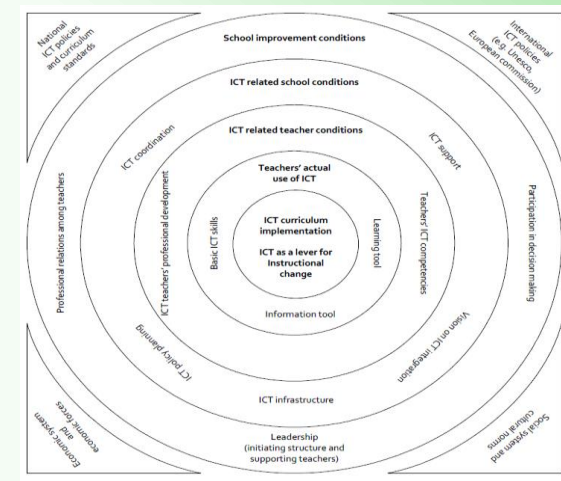 National
ICT policies
and curriculum
standards
International
ICT policies
(e.g. Unesco,
European commission)
School improvement conditions
ICT related school conditions
ICT coordination
ICT support
ICT related teacher conditions
Teachers' actual
use of ICT
Professional relations among teachers
ICT teachers' professional development
Basic ICT skills
ICT curriculum
implementation
ICT as a lever for
Instructional
change
Learning tool
Teachers' ICT competencies
Participation in decision making
Information tool
ICT policy planning
Vision on ICT integration
ICT infrastructure
Leadership
(initiating structure and
supporting teachers)
Economic system
and
economic forces
Social system and
cultural norms